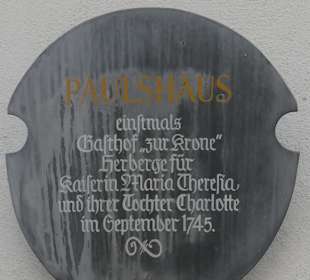 PAULSHAUS
einstmals
Gasthof „zur Krone"
Herberge für
Kaiserin Maria Theresia
und ihrer Tochter Charlotte
im September 1745.